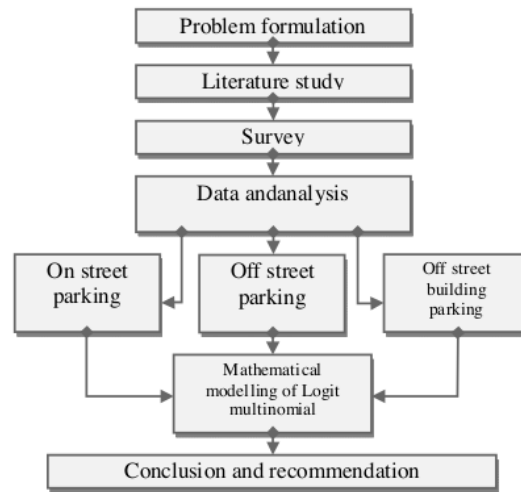 Problem formulation
Literature study
Survey
Data andanalysis
On street
parking
Off street
parking
Off street
building
parking
Mathematical
modelling of Logit
multinomial
Conclusion and recommendation